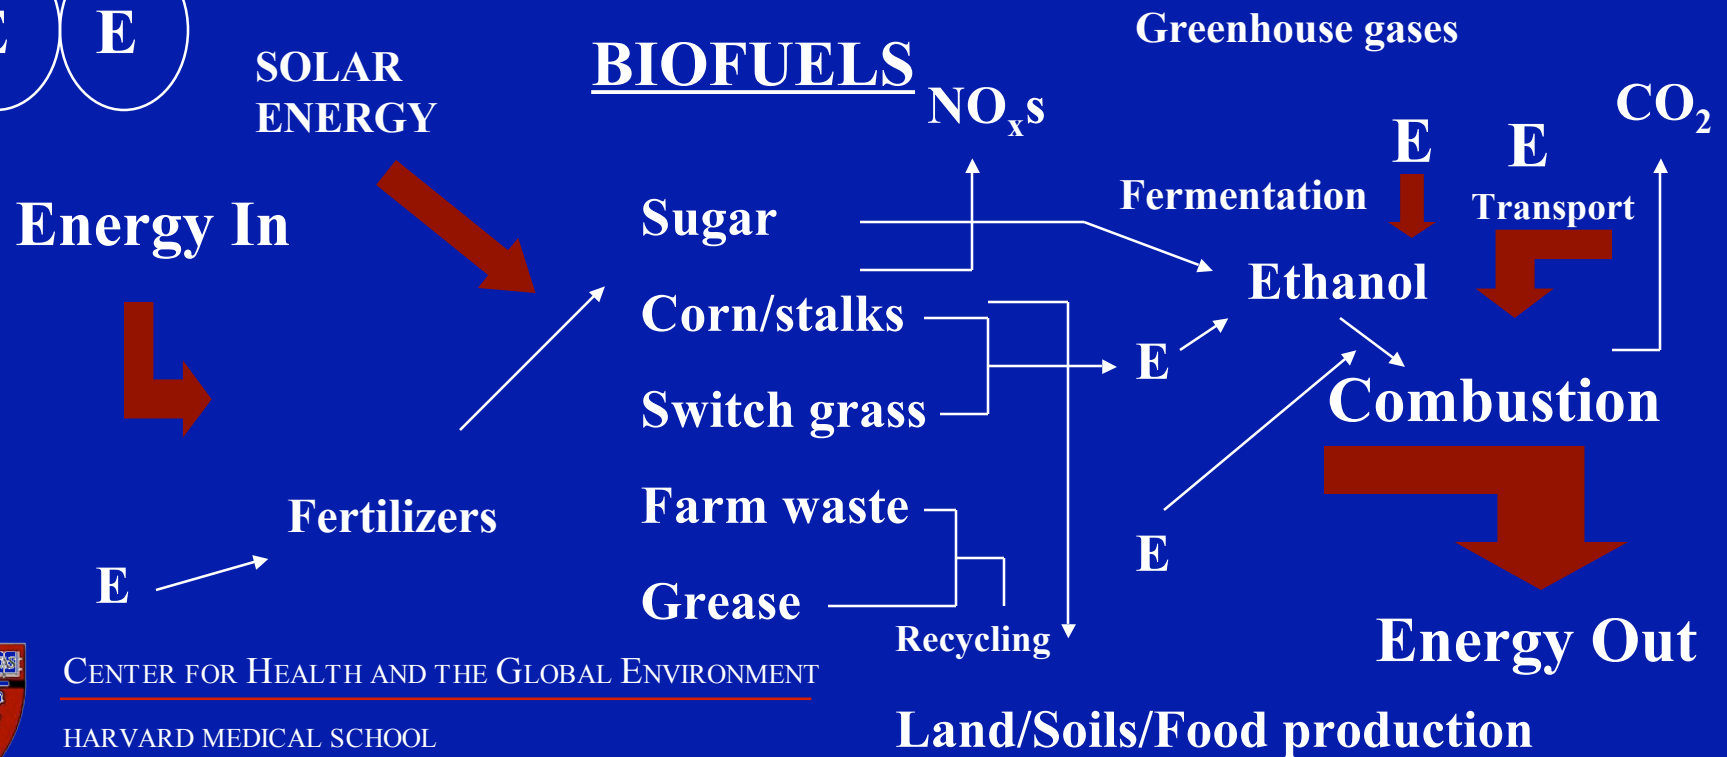 E
E
SOLAR
ENERGY
BIOFUELS
Greenhouse gases
NOxs
CO2
E
E
Energy In
Sugar
Fermentation
Transport
Ethanol
Corn/stalks
E
Switch grass
Combustion
Fertilizers
Farm waste
E
E
Grease
Recycling
Energy Out
CENTER FOR HEALTH AND THE GLOBAL ENVIRONMENT
HARVARD MEDICAL SCHOOL
Land/Soils/Food production